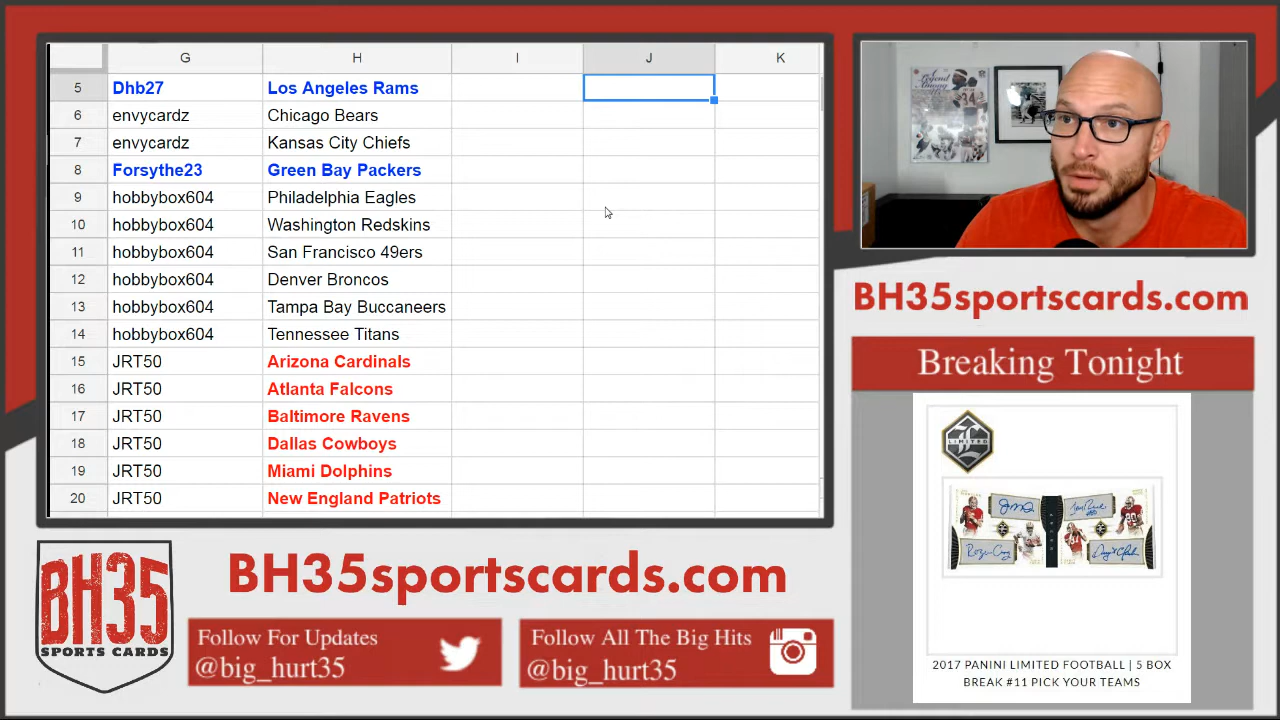 G H I J K
5 Dhb27 Los Angeles Rams
6 envycardz Chicago Bears
7 envycardz Kansas City Chiefs
8 Forsythe23 Green Bay Packers
9 hobbybox604 Philadelphia Eagles
10 hobbybox604 Washington Redskins
11 hobbybox604 San Francisco 49ers
12 hobbybox604 Denver Broncos
13 hobbybox604 Tampa Bay Buccaneers
14 hobbybox604 Tennessee Titans
15 JRT50 Arizona Cardinals
16 JRT50 Atlanta Falcons
17 JRT50 Baltimore Ravens
18 JRT50 Dallas Cowboys
19 JRT50 Miami Dolphins
20 JRT50 New England Patriots
BH35sportscards.com
Breaking Tonight
LIMITED
2017 PANINI LIMITED FOOTBALL | 5 BOX
BREAK #11 PICK YOUR TEAMS
BH35
SPORTS CARDS
BH35sportscards.com
Follow For Updates
@big_hurt35
Follow All The Big Hits
@big_hurt35